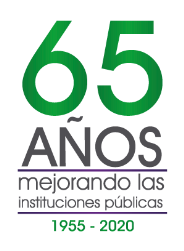 65
AÑOS
mejorando las
instituciones públicas
1955 - 2020